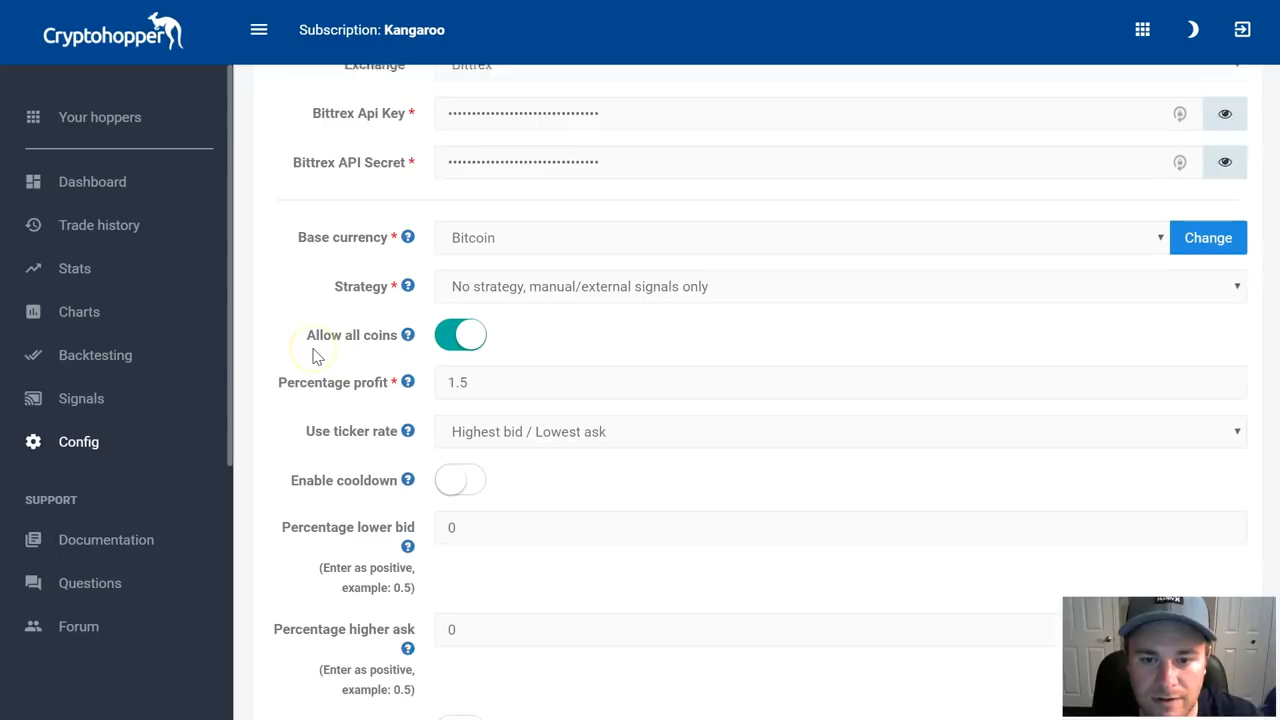 Cryptohopper
Subscription: Kangaroo
Your hoppers
Dashboard
Trade history
Stats
Charts
Backtesting
Signals
Config
SUPPORT
Documentation
Questions
Forum
Exchange Bittrex
Bittrex Api Key * •••••••••••••••••••••••••••••••
Bittrex API Secret * •••••••••••••••••••••••••••••••
Base currency * ? Bitcoin Change
Strategy * ? No strategy, manual/external signals only
Allow all coins ?
Percentage profit * ? 1.5
Use ticker rate ? Highest bid / Lowest ask
Enable cooldown ?
Percentage lower bid 0
?
(Enter as positive,
example: 0.5)
Percentage higher ask 0
?
(Enter as positive,
example: 0.5)